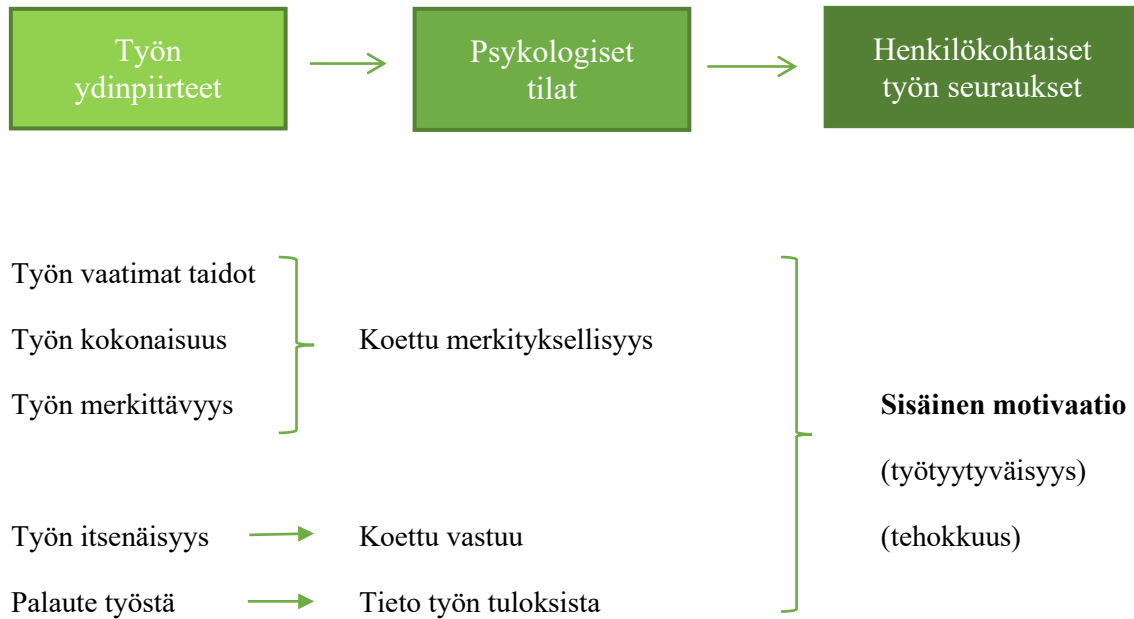 Työn
ydinpiirteet
Psykologiset
tilat
Henkilökohtaiset
työn seuraukset
Työn vaatimat taidot
Työn kokonaisuus
Koettu merkityksellisyys
Työn merkittävyys
Sisäinen motivaatio
(työtyytyväisyys)
Työn itsenäisyys
Koettu vastuu
(tehokkuus)
Palaute työstä
Tieto työn tuloksista